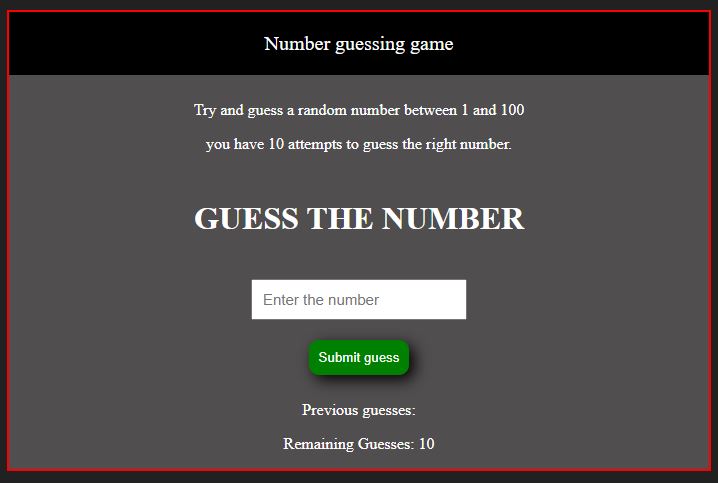 Number guessing game
Try and guess a random number between 1 and 100
you have 10 attempts to guess the right number.
GUESS THE NUMBER
Enter the number
Submit guess
Previous guesses:
Remaining Guesses: 10